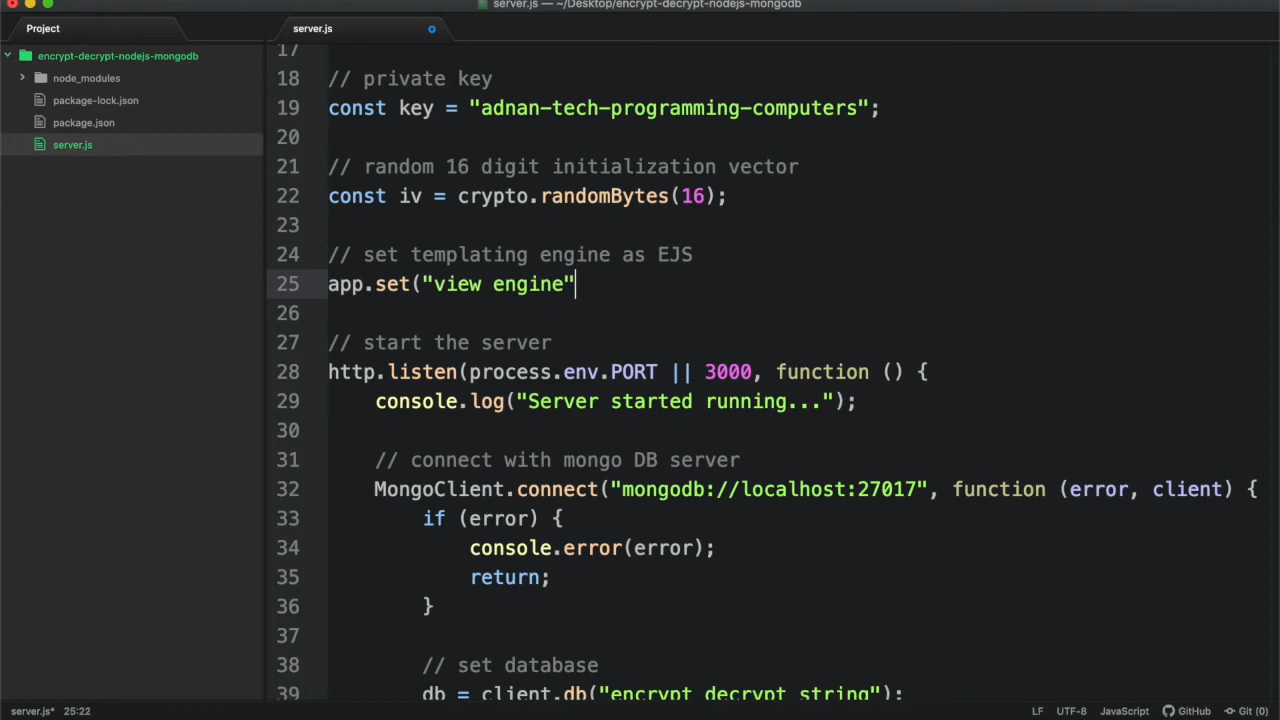 server.js — ~/Desktop/encrypt-decrypt-nodejs-mongodb
Project
server.js
encrypt-decrypt-nodejs-mongodb
node_modules
package-lock.json
package.json
server.js
17
18 // private key
19 const key = "adnan-tech-programming-computers";
20
21 // random 16 digit initialization vector
22 const iv = crypto.randomBytes(16);
23
24 // set templating engine as EJS
25 app.set("view engine"
26
27 // start the server
28 http.listen(process.env.PORT || 3000, function () {
29 console.log("Server started running...");
30
31 // connect with mongo DB server
32 MongoClient.connect("mongodb://localhost:27017", function (error, client) {
33 if (error) {
34 console.error(error);
35 return;
36 }
37
38 // set database
39 db = client.db("encrypt_decrypt_string");
server.js* 25:22
LF UTF-8 JavaScript GitHub Git (0)